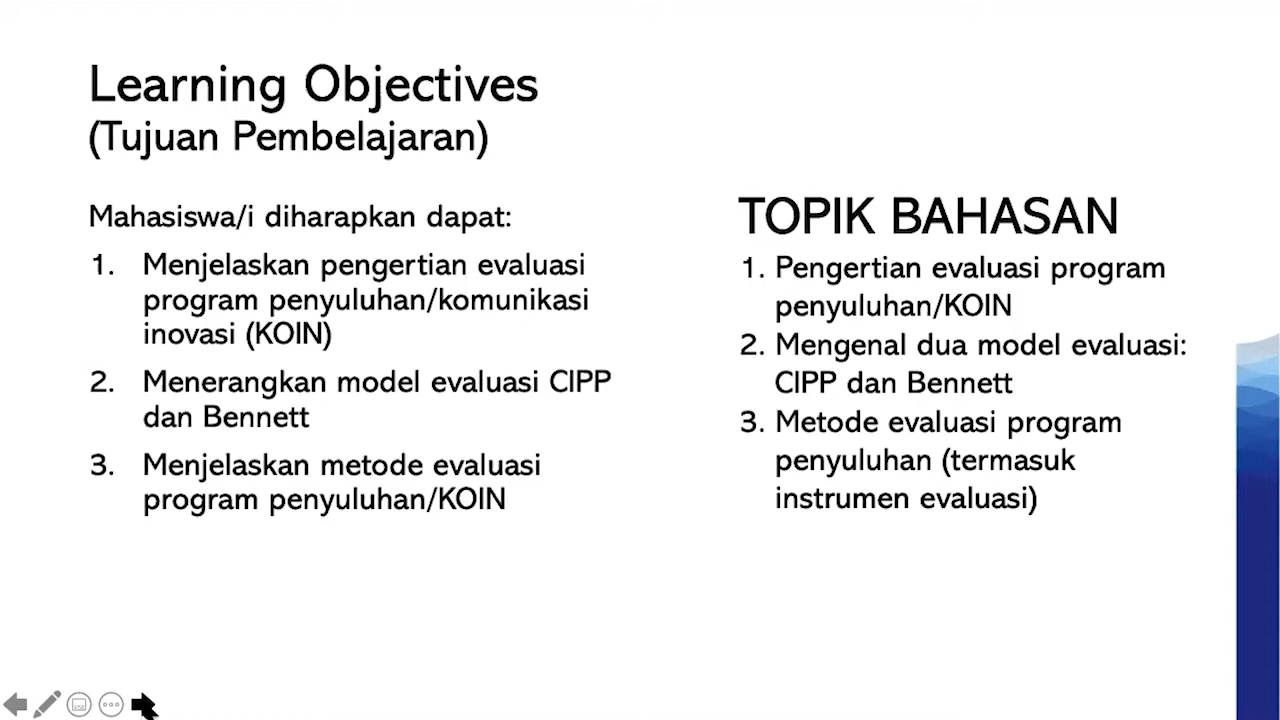 Learning Objectives
(Tujuan Pembelajaran)
Mahasiswa/i diharapkan dapat:
1. Menjelaskan pengertian evaluasi
program penyuluhan/komunikasi
inovasi (KOIN)
2. Menerangkan model evaluasi CIPP
dan Bennett
3. Menjelaskan metode evaluasi
program penyuluhan/KOIN
TOPIK BAHASAN
1. Pengertian evaluasi program
penyuluhan/KOIN
2. Mengenal dua model evaluasi:
CIPP dan Bennett
3. Metode evaluasi program
penyuluhan (termasuk
instrumen evaluasi)